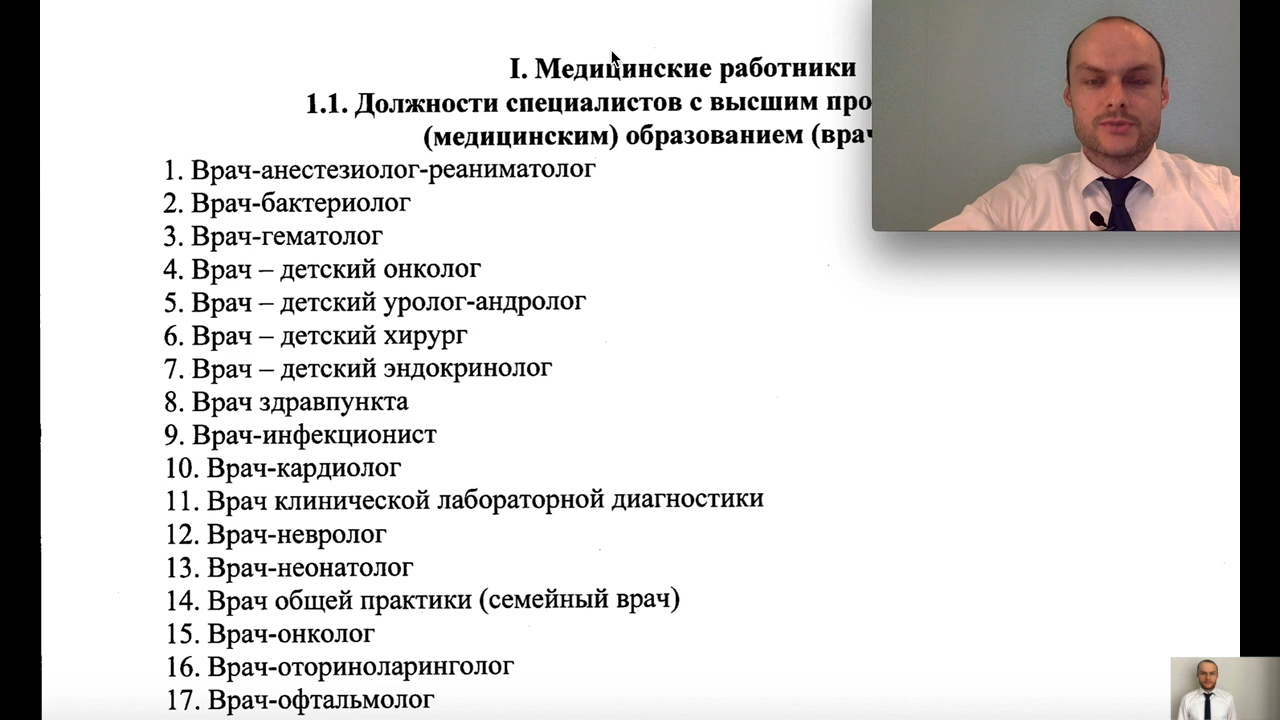 I. Медицинские работники
1.1. Должности специалистов с высшим
(медицинским) образованием
1. Врач-анестезиолог-реаниматолог
2. Врач-бактериолог
3. Врач-гематолог
4. Врач – детский онколог
5. Врач – детский уролог-андролог
6. Врач – детский хирург
7. Врач – детский эндокринолог
8. Врач здравпункта
9. Врач-инфекционист
10. Врач-кардиолог
11. Врач клинической лабораторной диагностики
12. Врач-невролог
13. Врач-неонатолог
14. Врач общей практики (семейный врач)
15. Врач-онколог
16. Врач-оториноларинголог
17. Врач-офтальмолог